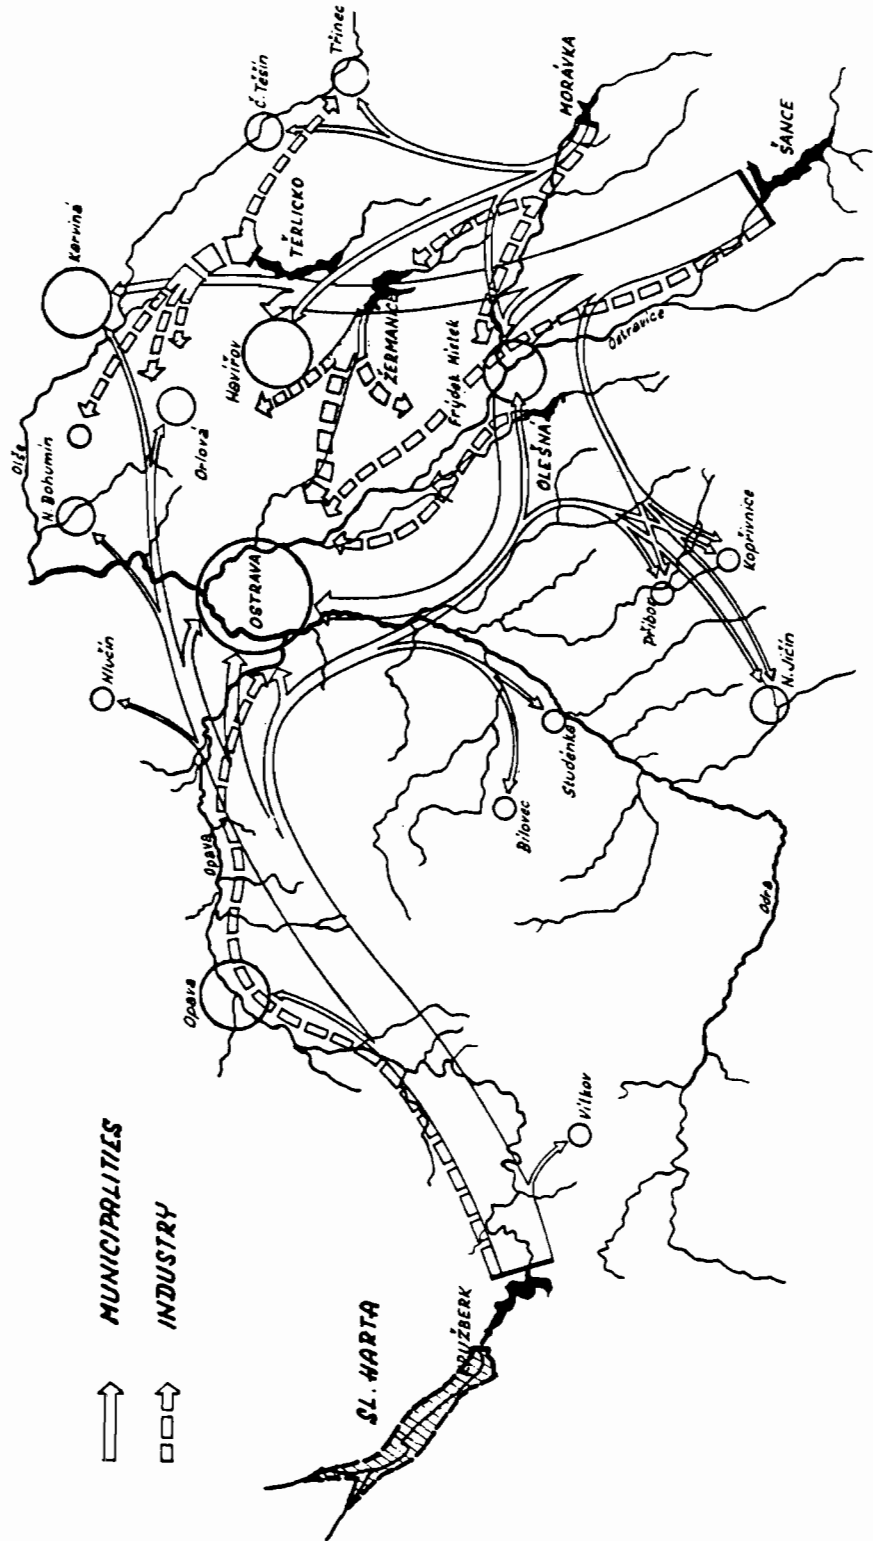 MUNICIPALITIES
INDUSTRY
SL. HARTA
RUŽBERK
Vítkov
Opava
Opava
Hlučín
N. Bohumín
Olše
Karviná
Orlová
Havířov
OSTRAVA
Č. Těšín
Třinec
TĚRLICKO
ŽERMANICE
MORÁVKA
ŠANCE
Frýdek Místek
Ostravice
OLEŠNÁ
Bílovec
Studénka
Příbor
Kopřivnice
N. Jičín
Odra